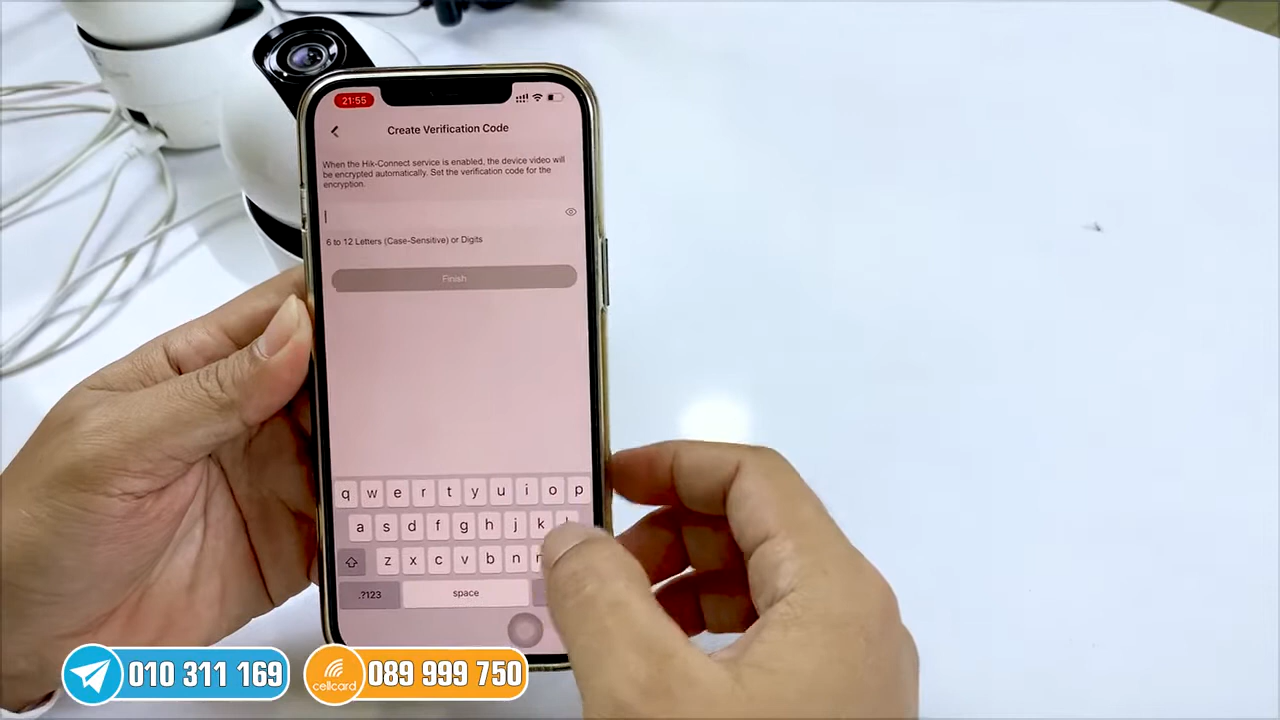 21:55
Create Verification Code
When the Hik-Connect service is enabled, the device video will
be encrypted automatically. Set the verification code for the
encryption.
6 to 12 Letters (Case-Sensitive) or Digits
Finish
q w e r t y u i o p
a s d f g h j k
z x c v b n
.?123 space
010 311 169
cellcard 089 999 750